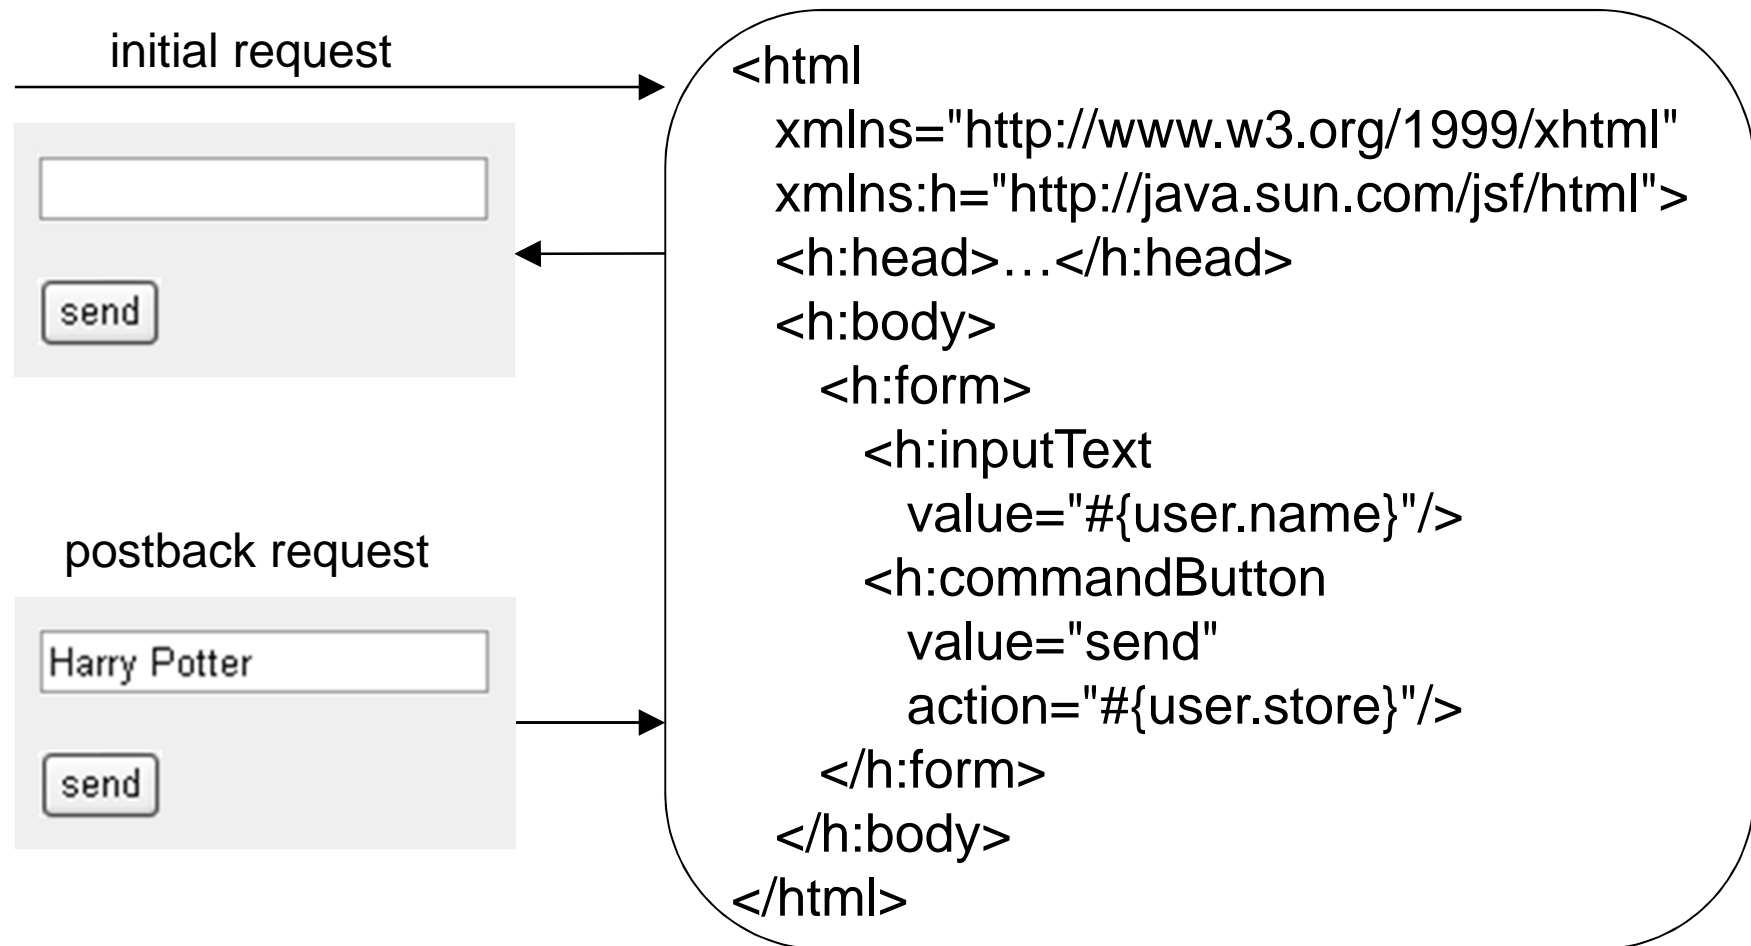 initial request
send
postback request
Harry Potter
send
<html
xmlns="http://www.w3.org/1999/xhtml"
xmlns:h="http://java.sun.com/jsf/html">
<h:head>…</h:head>
<h:body>
<h:form>
<h:inputText
value="#{user.name}"/>
<h:commandButton
value="send"
action="#{user.store}"/>
</h:form>
</h:body>
</html>